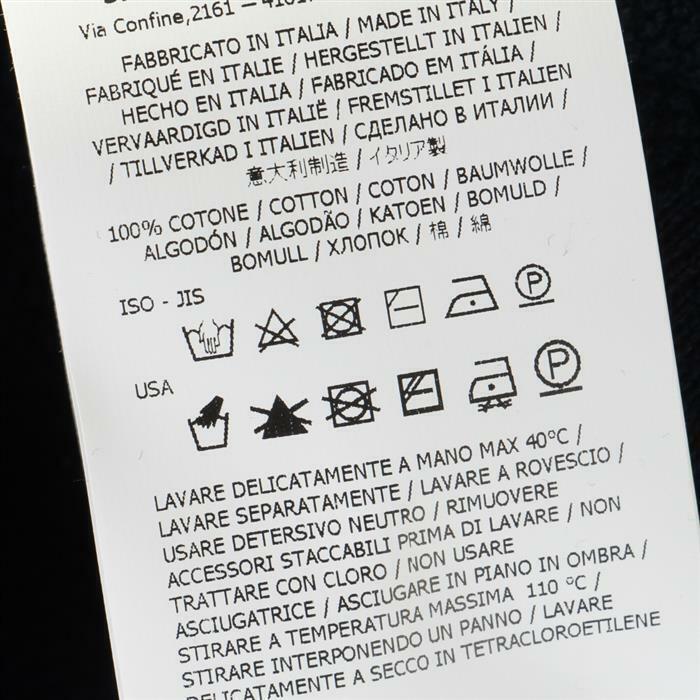 Via Confine,2161 –
FABBRICATO IN ITALIA / MADE IN ITALY /
FABRIQUÉ EN ITALIE / HERGESTELLT IN ITALIEN
HECHO EN ITALIA / FABRICADO EM ITÁLIA /
VERVAARDIGD IN ITALIË / FREMSTILLET I ITALIEN
/ TILLVERKAD I ITALIEN / СДЕЛАНО В ИТАЛИИ /
意大利制造 / イタリア製
100% COTONE / COTTON / COTON / BAUMWOLLE /
ALGODÓN / ALGODÃO / KATOEN / BOMULD /
BOMULL / ХЛОПОК / 棉 / 綿
ISO - JIS
P
USA
P
LAVARE DELICATAMENTE A MANO MAX 40°C /
LAVARE SEPARATAMENTE / LAVARE A ROVESCIO /
USARE DETERSIVO NEUTRO / RIMUOVERE
ACCESSORI STACCABILI PRIMA DI LAVARE / NON
TRATTARE CON CLORO / NON USARE
ASCIUGATRICE / ASCIUGARE IN PIANO IN OMBRA /
STIRARE A TEMPERATURA MASSIMA 110 °C /
STIRARE INTERPONENDO UN PANNO / LAVARE
DELICATAMENTE A SECCO IN TETRACLOROETILENE